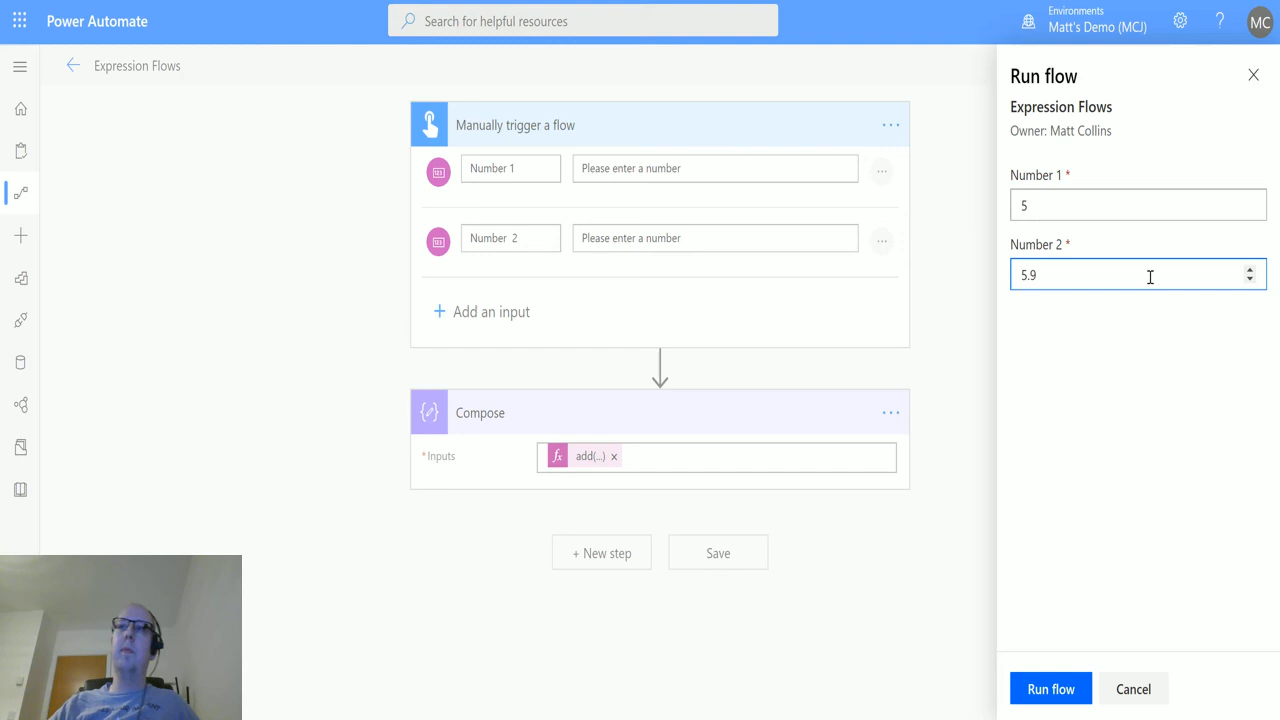 Power Automate
Search for helpful resources
Environments
Matt's Demo (MCJ)
?
MC
Expression Flows
Manually trigger a flow
Number 1
Please enter a number
Number 2
Please enter a number
+ Add an input
Compose
* Inputs
fx add(...) x
+ New step
Save
Run flow
Expression Flows
Owner: Matt Collins
Number 1 *
5
Number 2 *
5.9
Run flow
Cancel